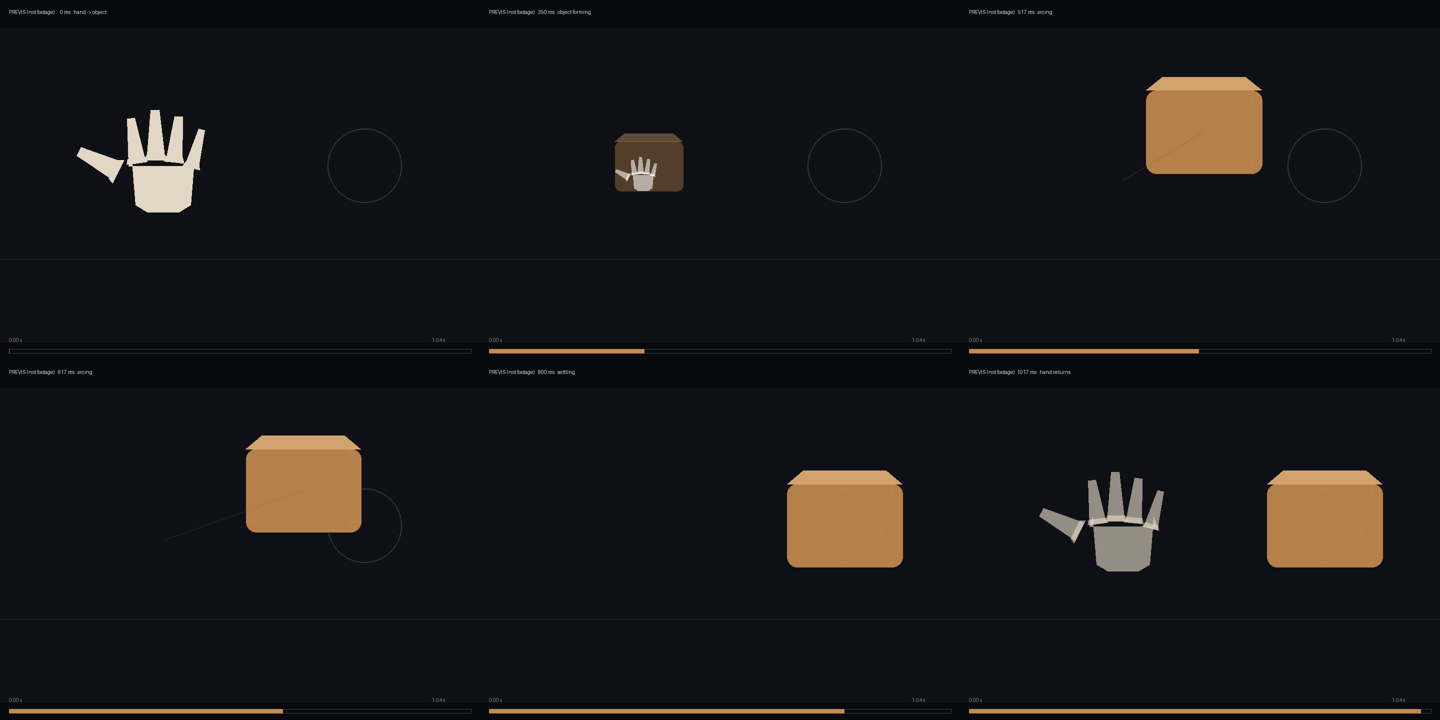 PREVIS (not footage) 0 ms hand -> object
PREVIS (not footage) 350 ms object forming
PREVIS (not footage) 517 ms arcing
0.00 s 1.04 s
0.00 s 1.04 s
0.00 s 1.04 s
PREVIS (not footage) 617 ms arcing
PREVIS (not footage) 800 ms settling
PREVIS (not footage) 1017 ms hand returns
0.00 s 1.04 s
0.00 s 1.04 s
0.00 s 1.04 s